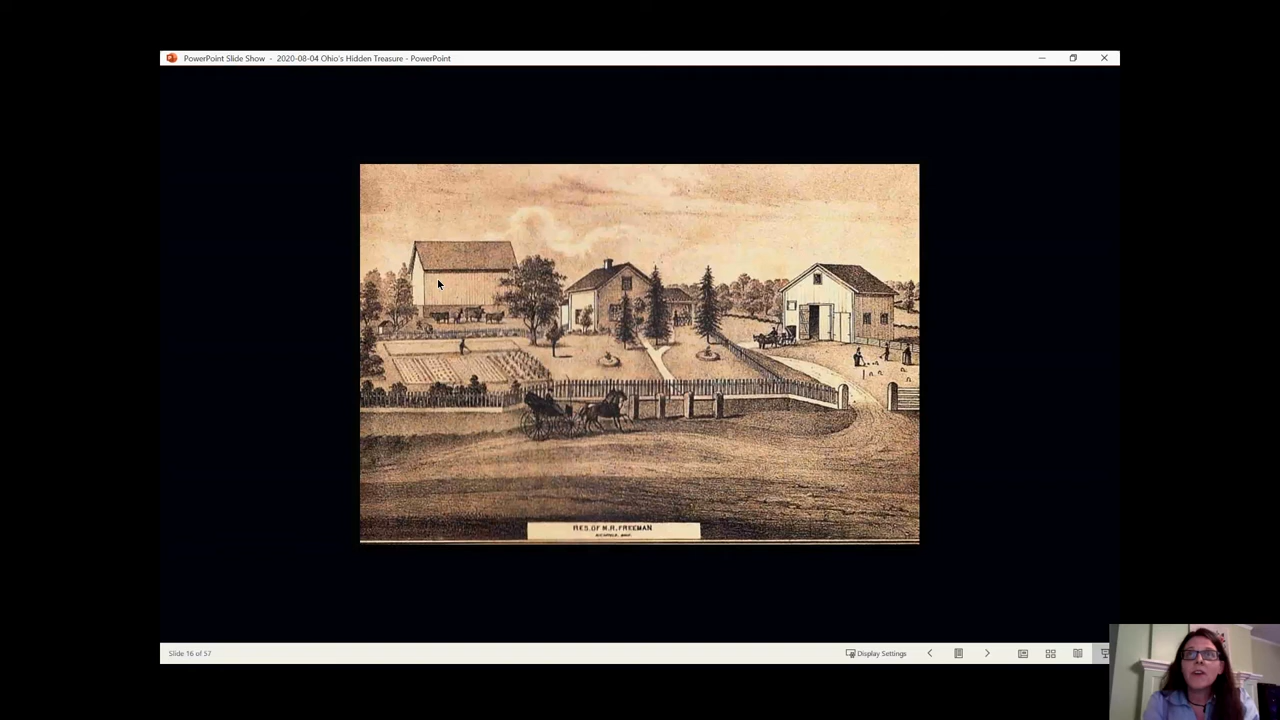 PowerPoint Slide Show - 2020-08-04 Ohio's Hidden Treasure - PowerPoint
RES. OF M.R. FREEMAN
Slide 16 of 57
Display Settings